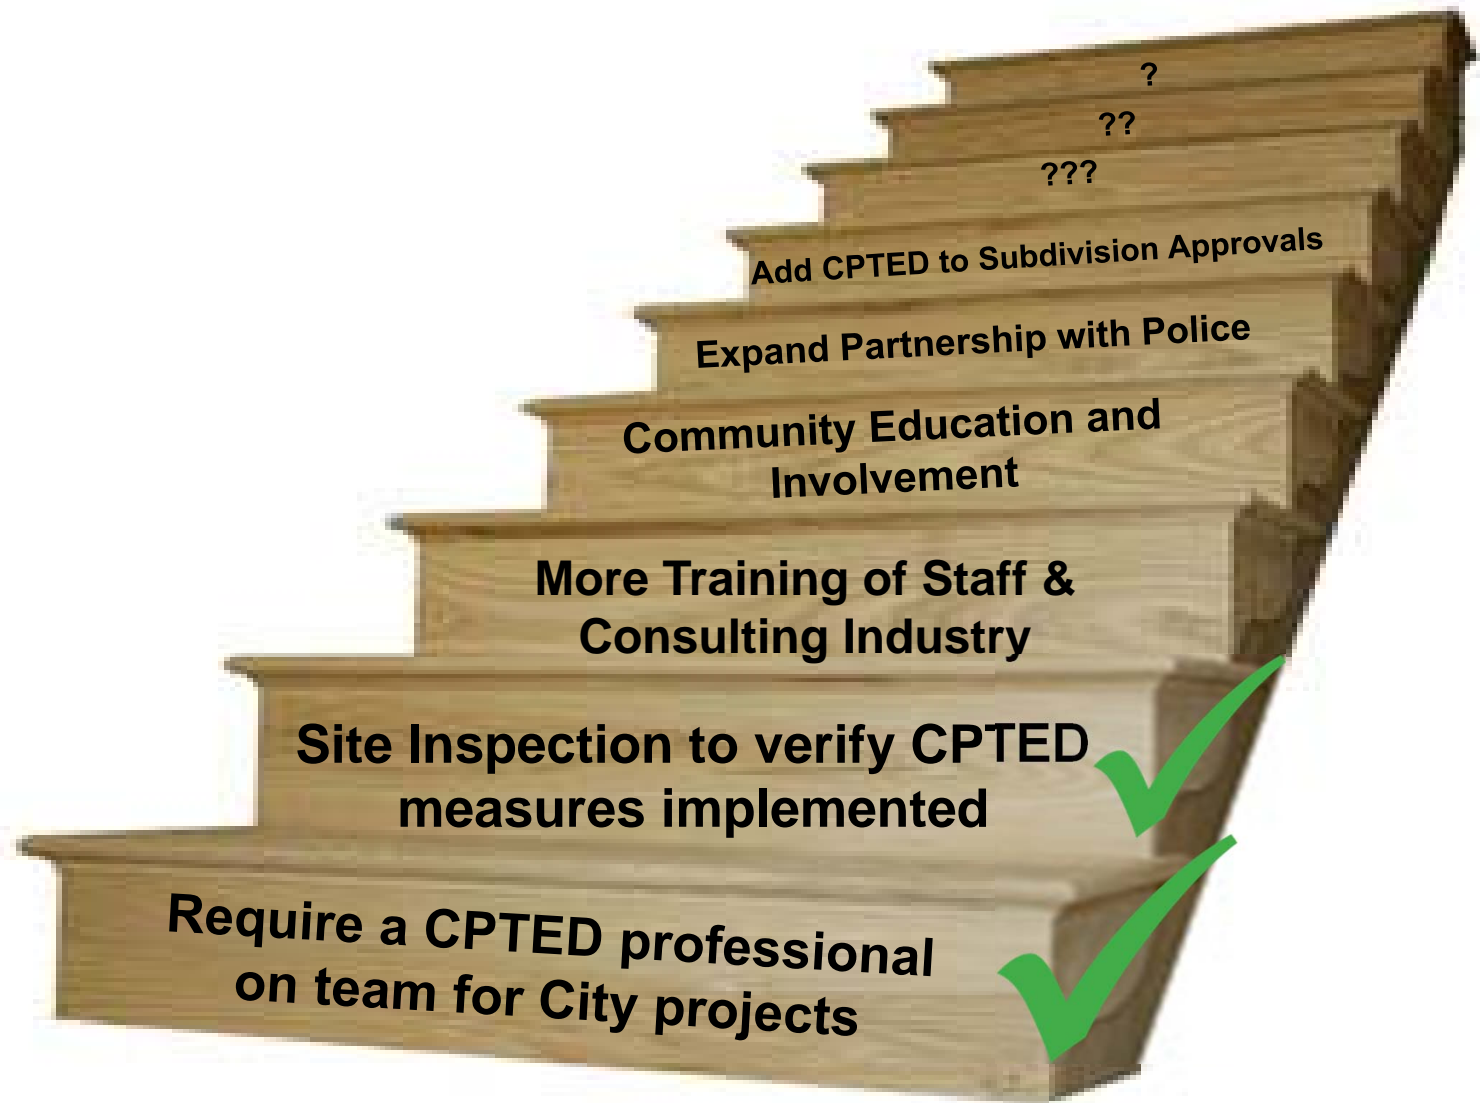 ?
??
???
Add CPTED to Subdivision Approvals
Expand Partnership with Police
Community Education and
Involvement
More Training of Staff &
Consulting Industry
Site Inspection to verify CPTED
measures implemented
Require a CPTED professional
on team for City projects